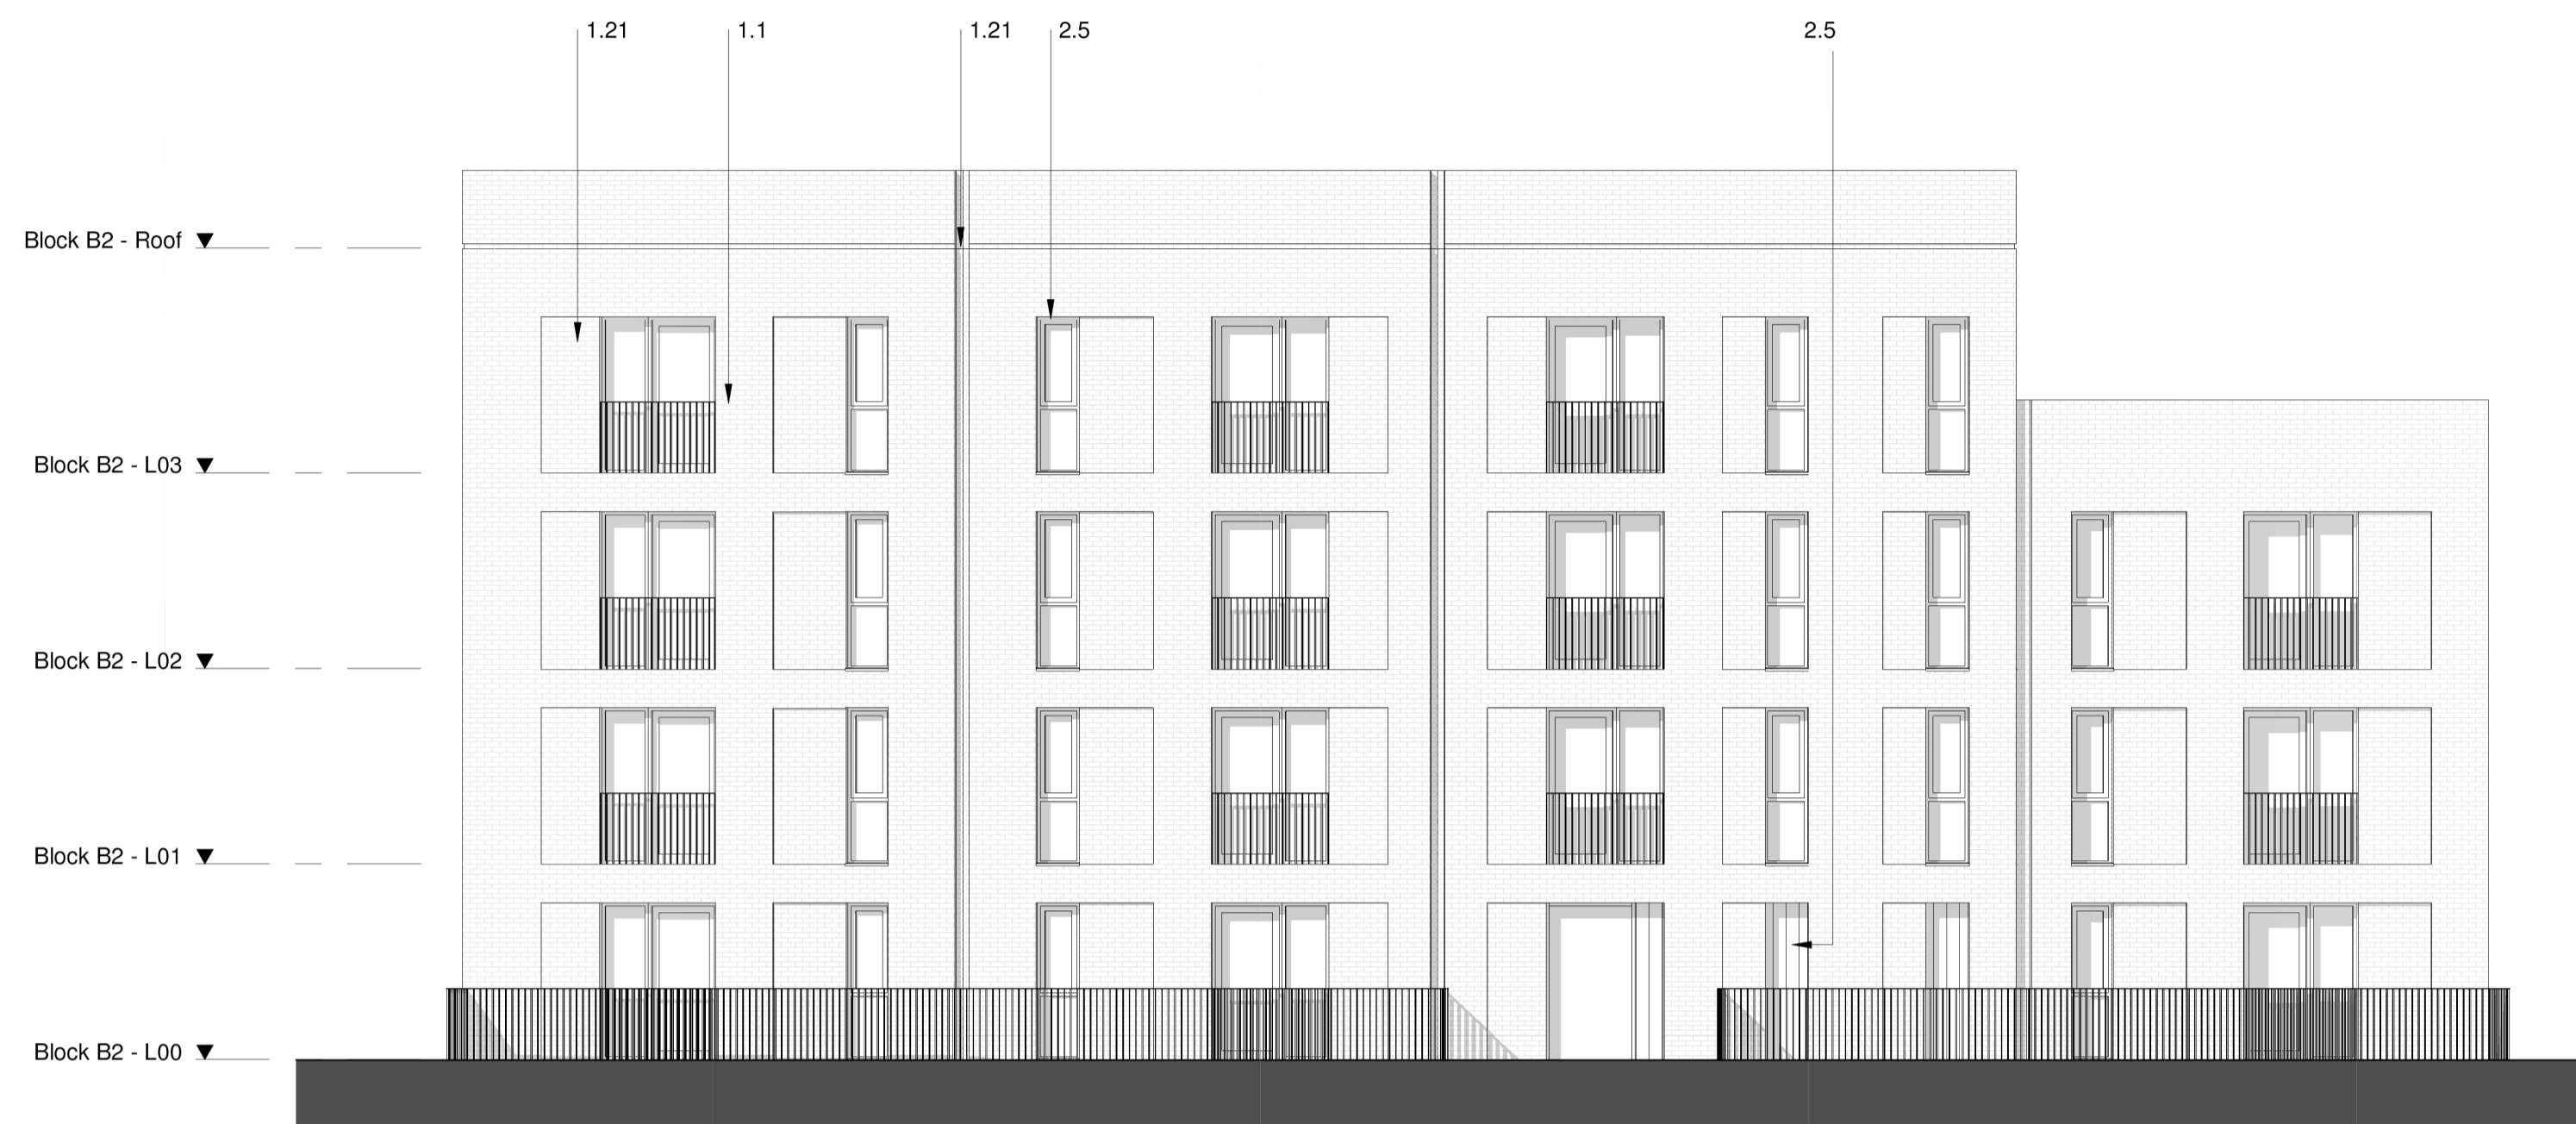 1.21 1.1 1.21 2.5 2.5
Block B2 - Roof
Block B2 - L03
Block B2 - L02
Block B2 - L01
Block B2 - L00